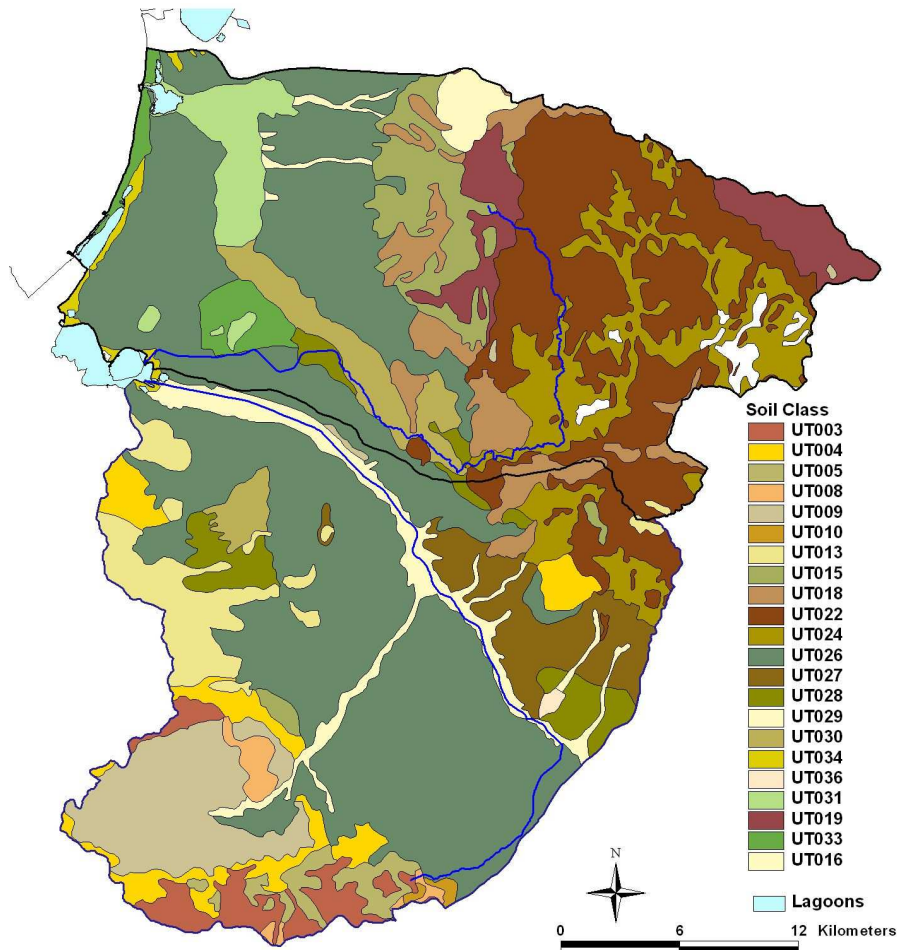 Soil Class
UT003
UT004
UT005
UT008
UT009
UT010
UT013
UT015
UT018
UT022
UT024
UT026
UT027
UT028
UT029
UT030
UT034
UT036
UT031
UT019
UT033
UT016
Lagoons
N
0 6 12 Kilometers